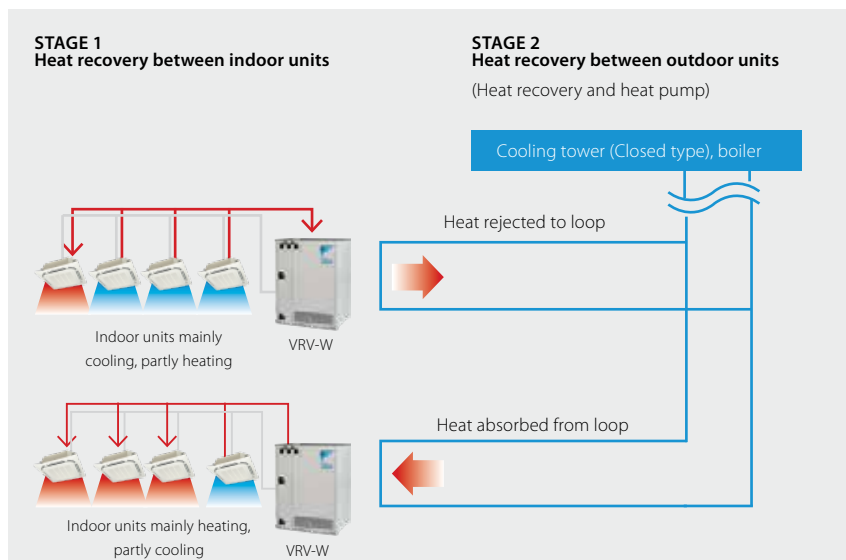 STAGE 1
Heat recovery between indoor units
STAGE 2
Heat recovery between outdoor units
(Heat recovery and heat pump)
Cooling tower (Closed type), boiler
Heat rejected to loop
Indoor units mainly
cooling, partly heating
VRV-W
Heat absorbed from loop
Indoor units mainly heating,
partly cooling
VRV-W